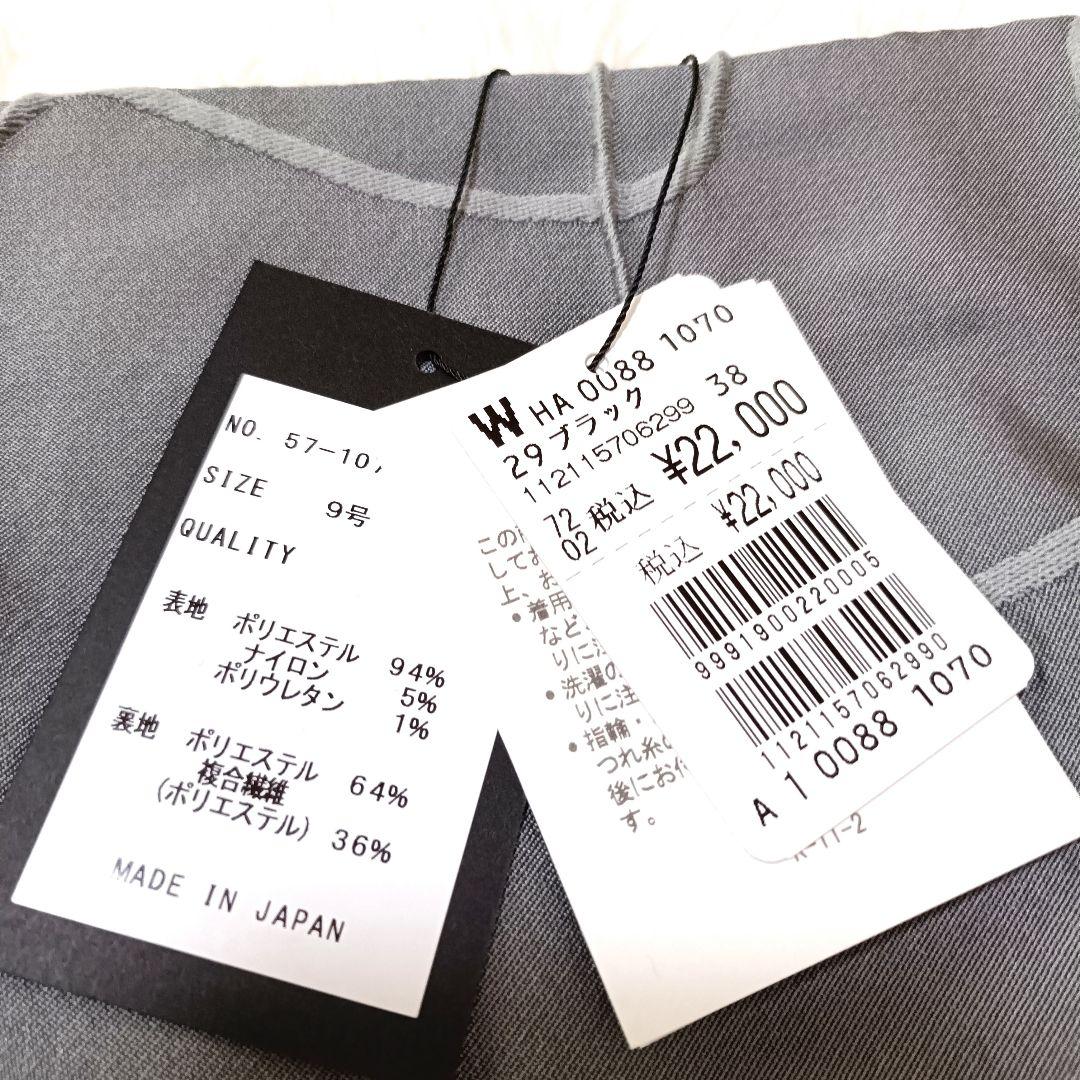 NO. 57-10,
SIZE
9号
QUALITY
表地 ポリエステル 94%
ナイロン 5%
ポリウレタン 1%
裏地 ポリエステル 64%
複合繊維
(ポリエステル) 36%
MADE IN JAPAN
W HA 0088 1070
29 ブラック
112115706299 38
72
02 税込 ¥22,000
税込 ¥22,000
9991900220005
1121157062990
A 1 0088 1070
この
して
上、お
• 着用
など
りに注
• 洗濯の
りに注
• 指輪・
つれ糸の
後にお付
す。